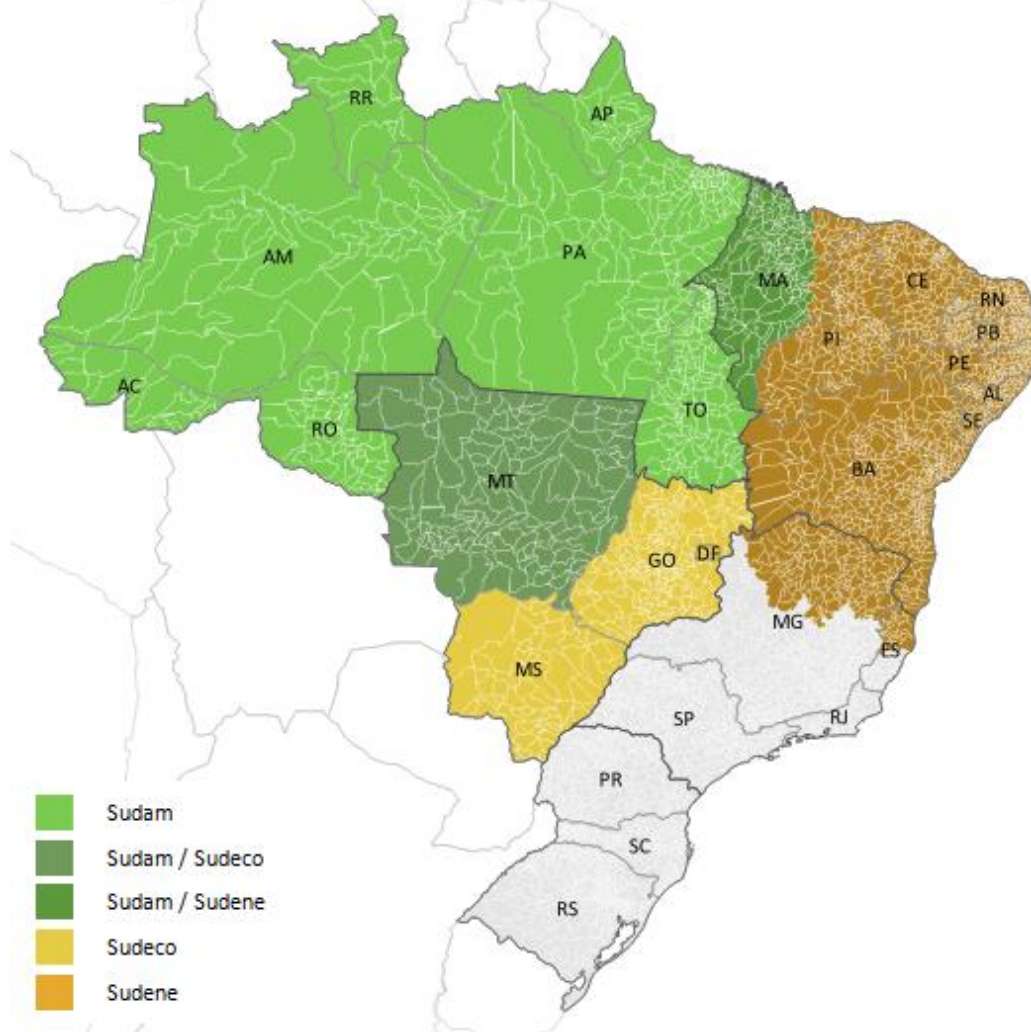 RR
AP
AM
PA
MA
CE
RN
PB
PI
PE
AL
SE
AC
RO
TO
BA
MT
GO
DF
MG
MS
ES
SP
RJ
PR
SC
RS
Sudam
Sudam / Sudeco
Sudam / Sudene
Sudeco
Sudene